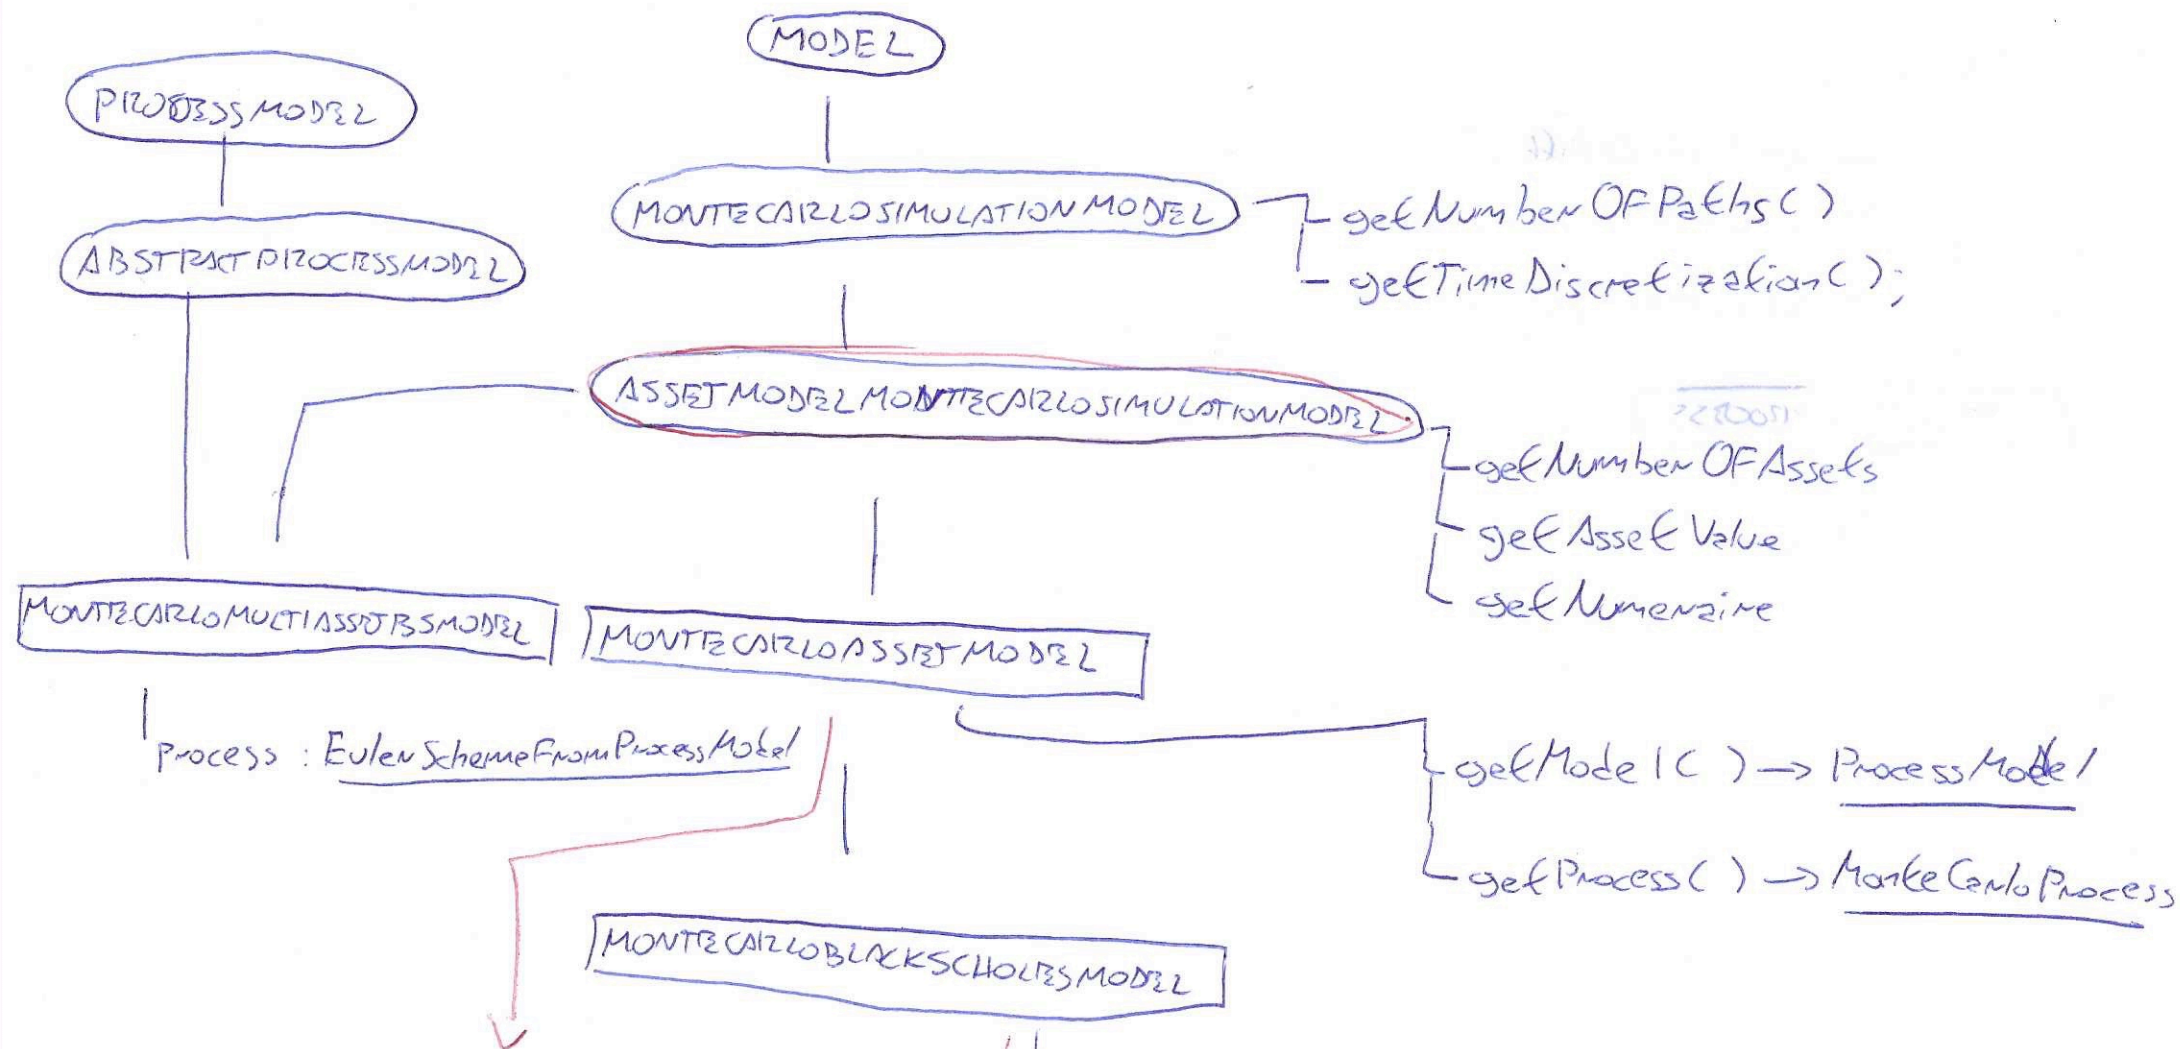 MODEL
PROCESSMODEL
MONTECARLOSIMULATIONMODEL
getNumberOFPaths()
ABSTRACTPROCESSMODEL
getTimeDiscretization();
ASSETMODELMONTECARLOSIMULATIONMODEL
getNumberOFAssets
getAssetValue
getNumeraire
MONTECARLOMULTIASSETBSMODEL
MONTECARLOASSETMODEL
process : EulerSchemeFromProcessModel
getModel() → ProcessModel
getProcess() → MonteCarloProcess
MONTECARLOBLACKSCHOLESMODEL